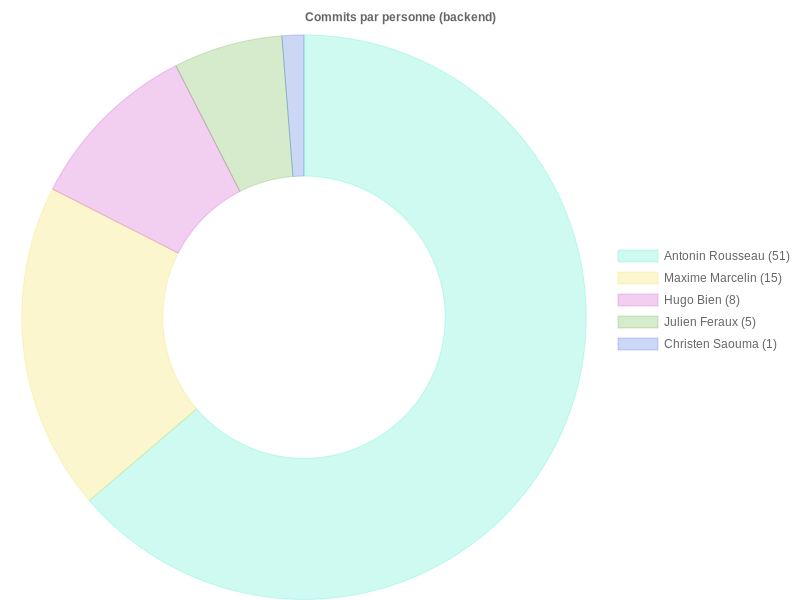 Commits par personne (backend)
Antonin Rousseau (51)
Maxime Marcelin (15)
Hugo Bien (8)
Julien Feraux (5)
Christen Saouma (1)